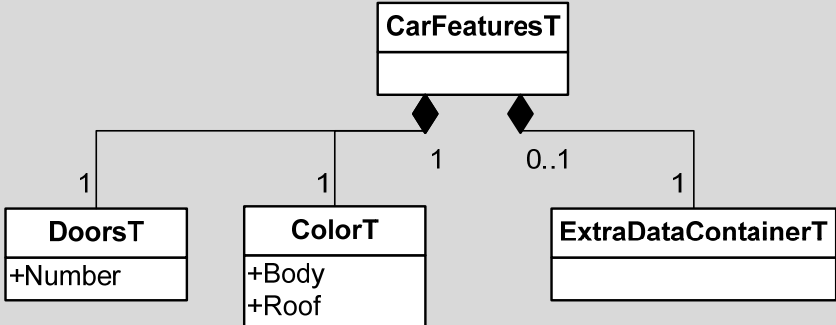 CarFeaturesT
1
0..1
1
1
1
DoorsT
ColorT
ExtraDataContainerT
+Number
+Body
+Roof